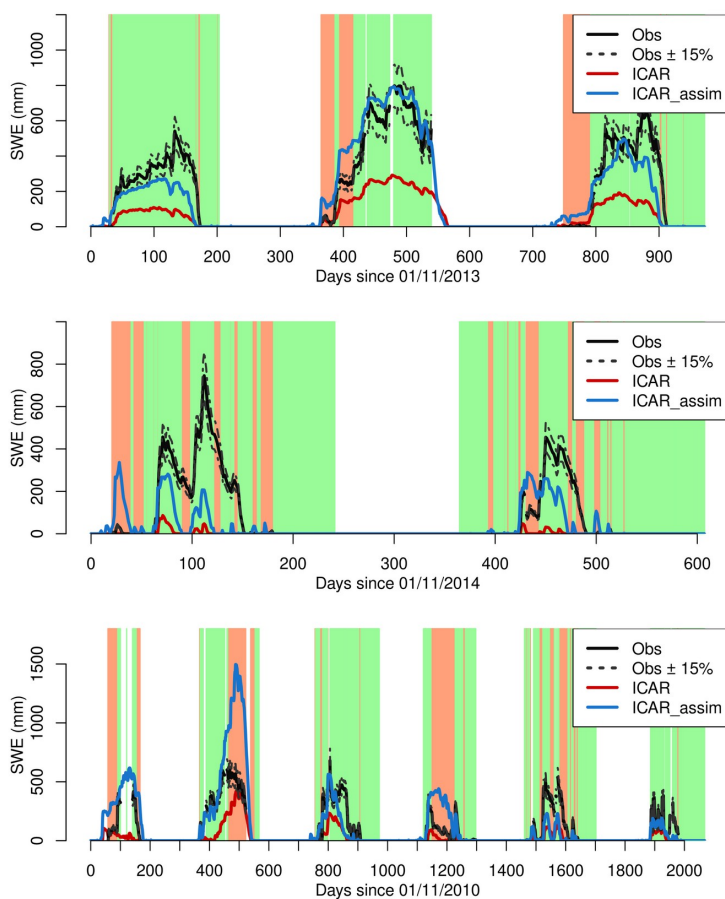 SWE (mm)
0 200 600 1000
0 100 200 300 400 500 600 700 800 900
Days since 01/11/2013
Obs
Obs ± 15%
ICAR
ICAR_assim
SWE (mm)
0 200 400 600 800
0 100 200 300 400 500 600
Days since 01/11/2014
Obs
Obs ± 15%
ICAR
ICAR_assim
SWE (mm)
0 500 1000 1500
0 200 400 600 800 1000 1200 1400 1600 1800 2000
Days since 01/11/2010
Obs
Obs ± 15%
ICAR
ICAR_assim